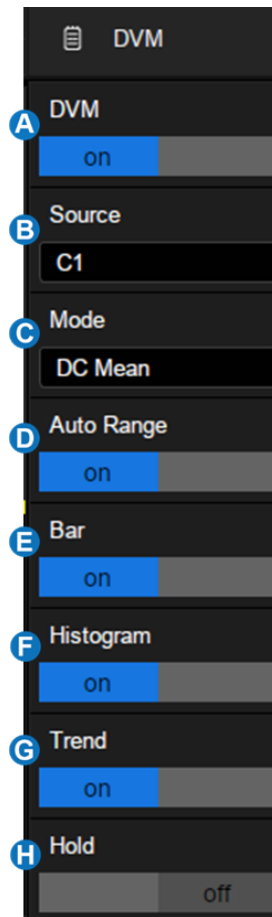 DVM
A DVM
on
B Source
C1
C Mode
DC Mean
D Auto Range
on
E Bar
on
F Histogram
on
G Trend
on
H Hold
off